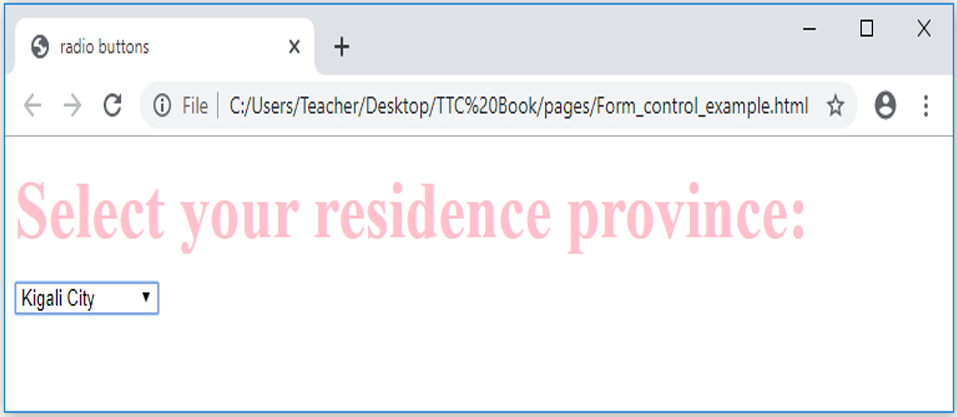 radio buttons
File C:/Users/Teacher/Desktop/TTC%20Book/pages/Form_control_example.html
Select your residence province:
Kigali City